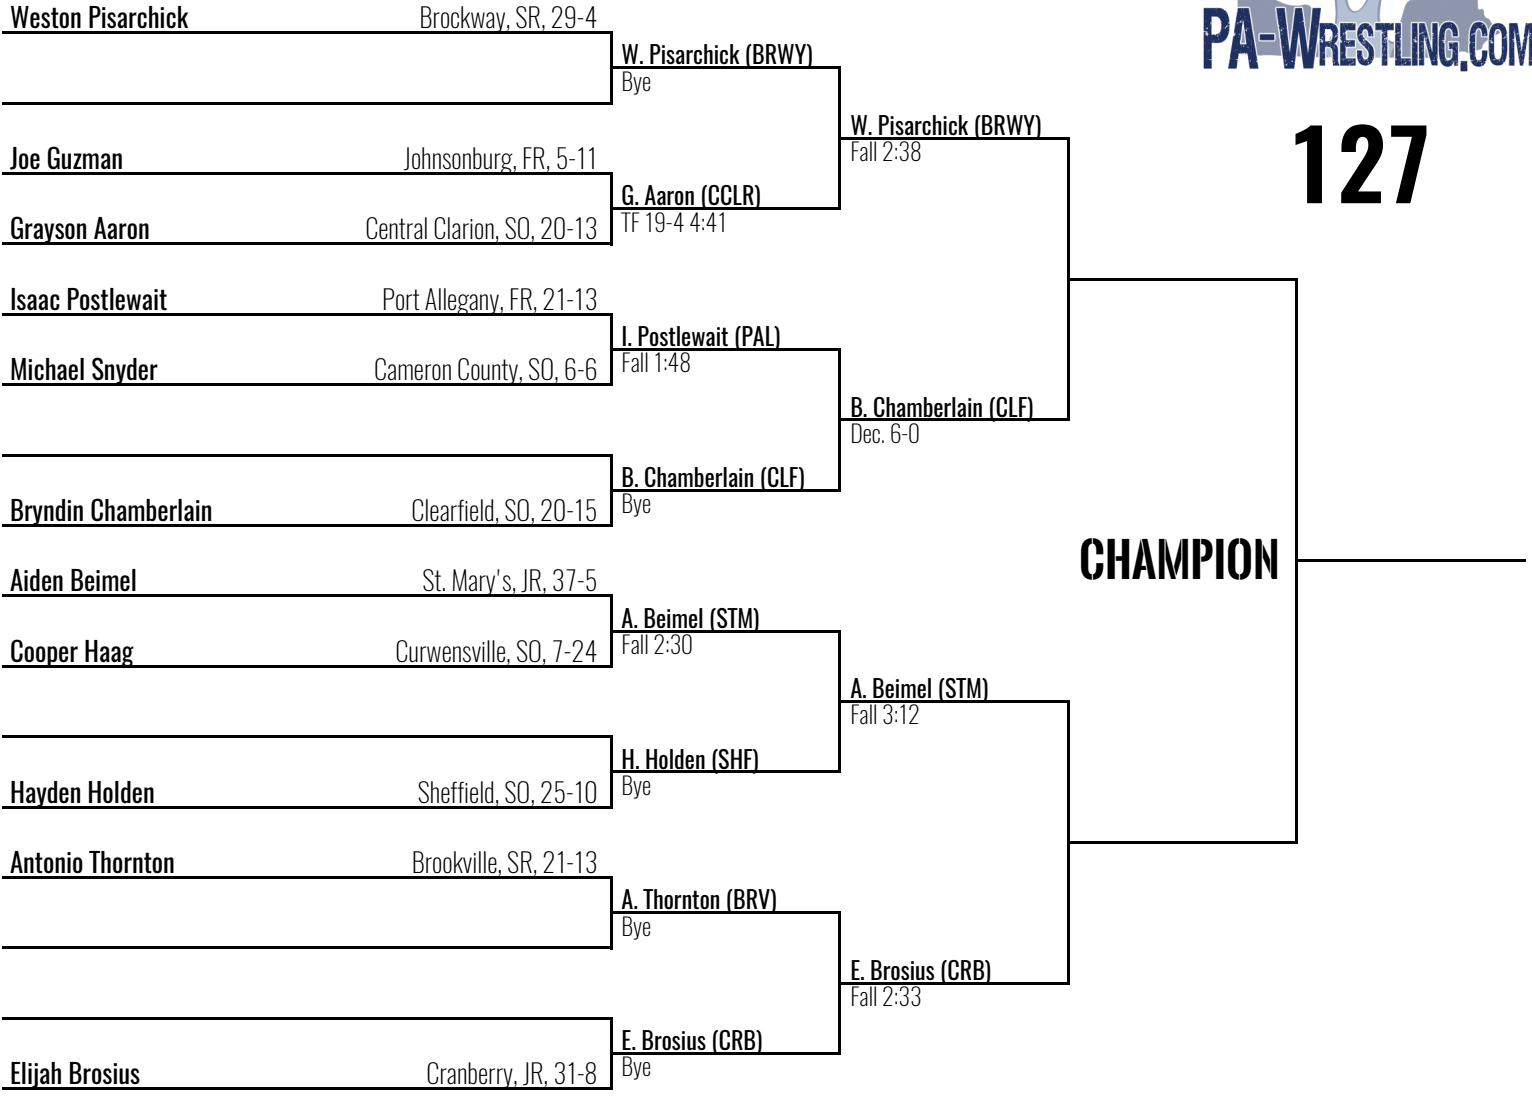 Weston Pisarchick Brockway, SR, 29-4
W. Pisarchick (BRWY)
Bye
PA-WRESTLING.COM
W. Pisarchick (BRWY)
Fall 2:38
127
Joe Guzman Johnsonburg, FR, 5-11
G. Aaron (CCLR)
TF 19-4 4:41
Grayson Aaron Central Clarion, SO, 20-13
Isaac Postlewait Port Allegany, FR, 21-13
I. Postlewait (PAL)
Fall 1:48
Michael Snyder Cameron County, SO, 6-6
B. Chamberlain (CLF)
Dec. 6-0
B. Chamberlain (CLF)
Bye
Bryndin Chamberlain Clearfield, SO, 20-15
CHAMPION
Aiden Beimel St. Mary's, JR, 37-5
A. Beimel (STM)
Fall 2:30
Cooper Haag Curwensville, SO, 7-24
A. Beimel (STM)
Fall 3:12
H. Holden (SHF)
Bye
Hayden Holden Sheffield, SO, 25-10
Antonio Thornton Brookville, SR, 21-13
A. Thornton (BRV)
Bye
E. Brosius (CRB)
Fall 2:33
E. Brosius (CRB)
Bye
Elijah Brosius Cranberry, JR, 31-8